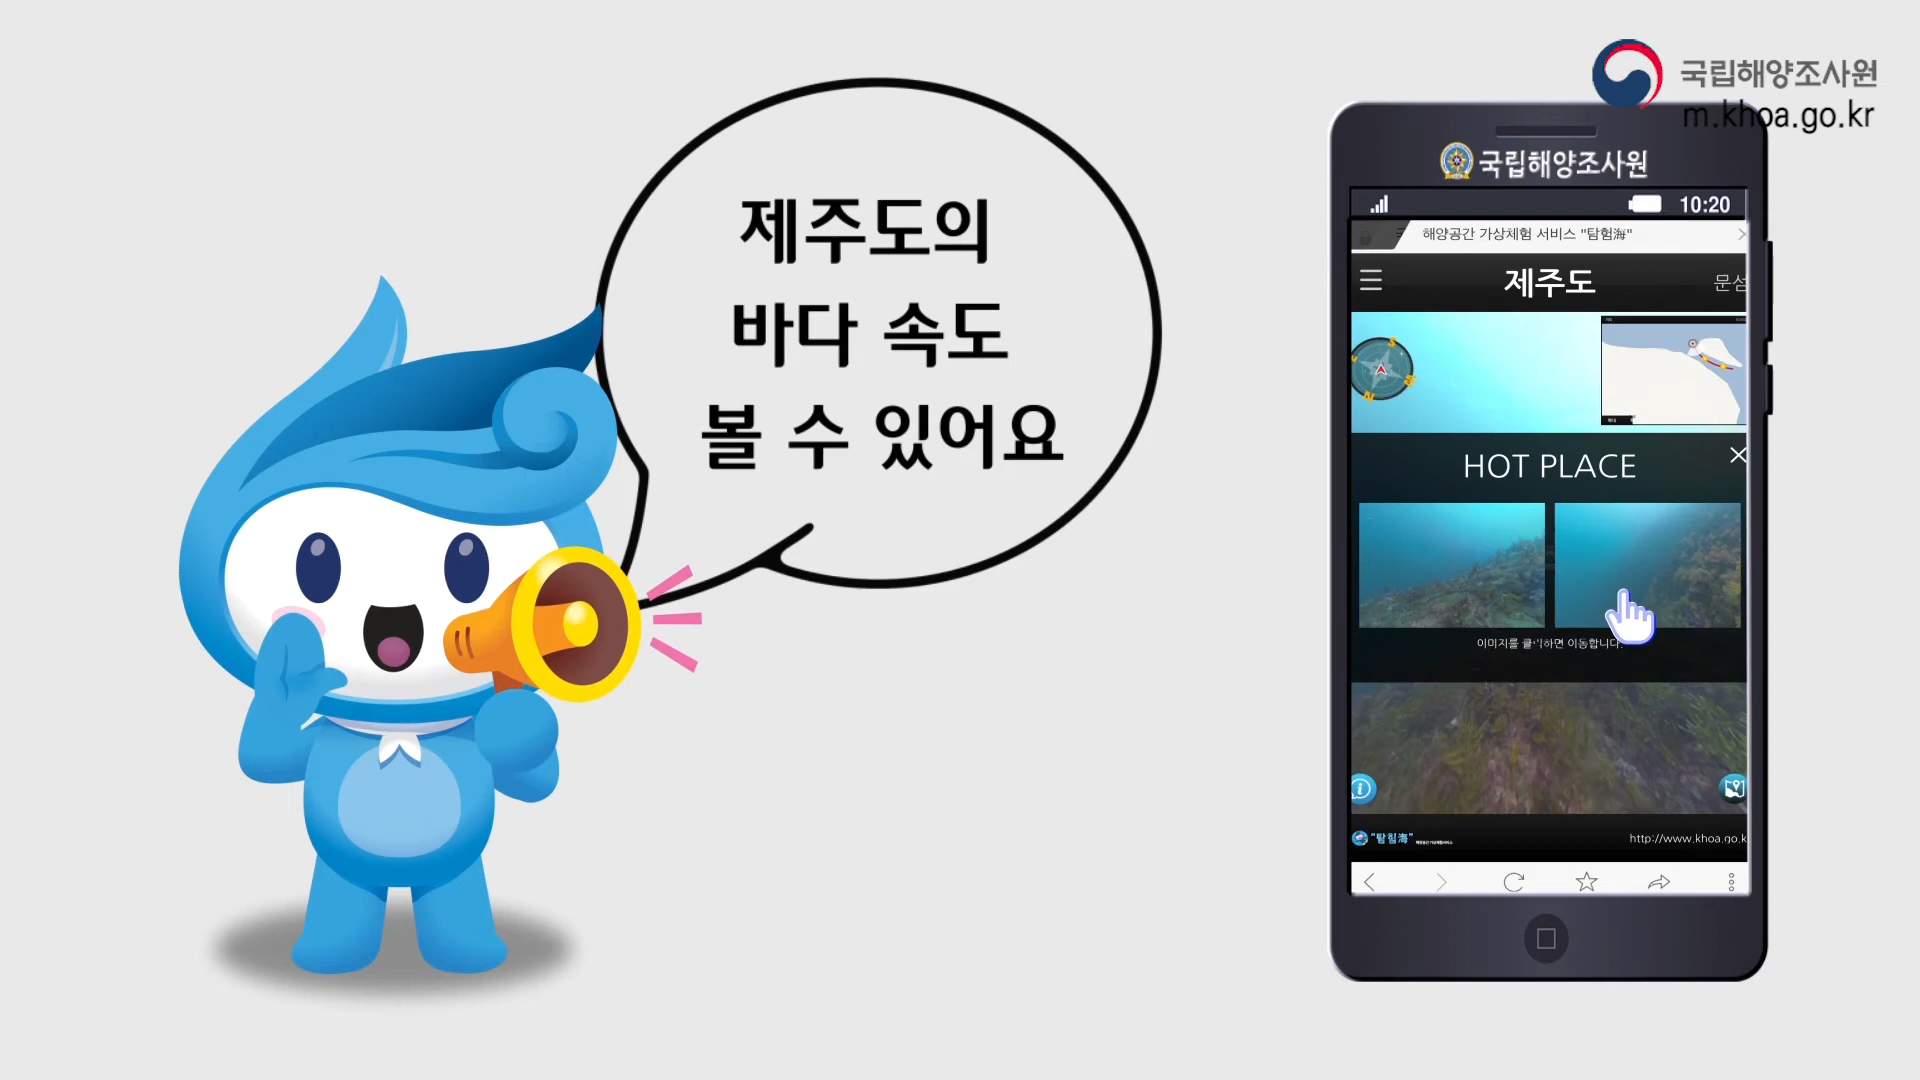 제주도의
바다 속도
볼 수 있어요
국립해양조사원
m.khoa.go.kr
국립해양조사원
10:20
해양공간 가상체험 서비스 "탐험海"
제주도
문섬
HOT PLACE
이미지를 클릭하면 이동합니다.
"탐험海"
http://www.khoa.go.k